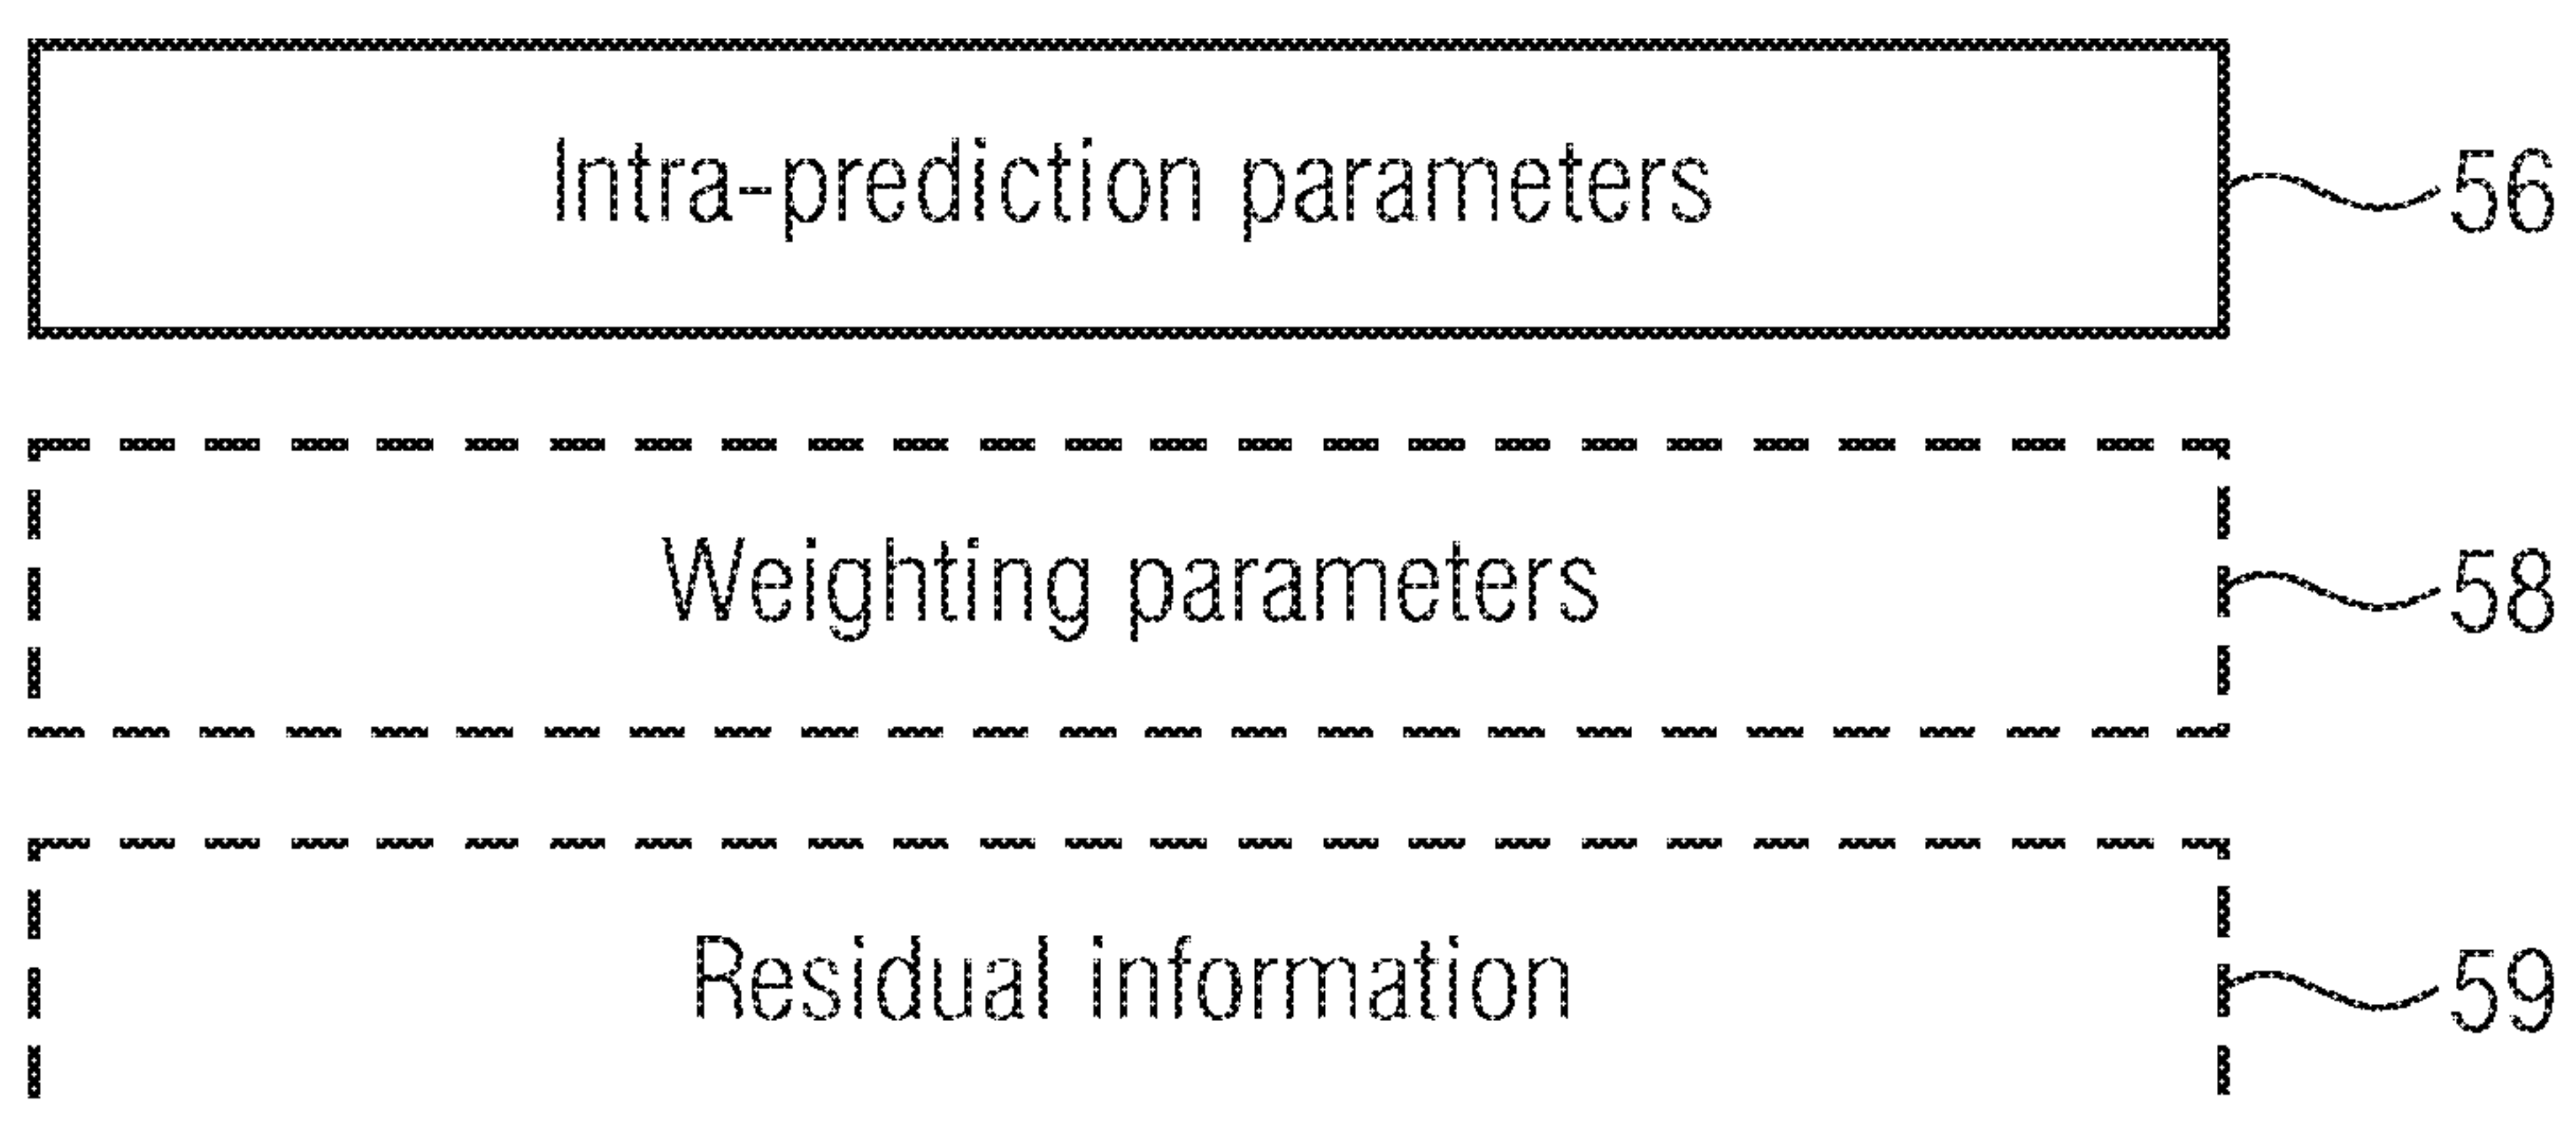 Intra-prediction parameters 56
Weighting parameters 58
Residual information 59